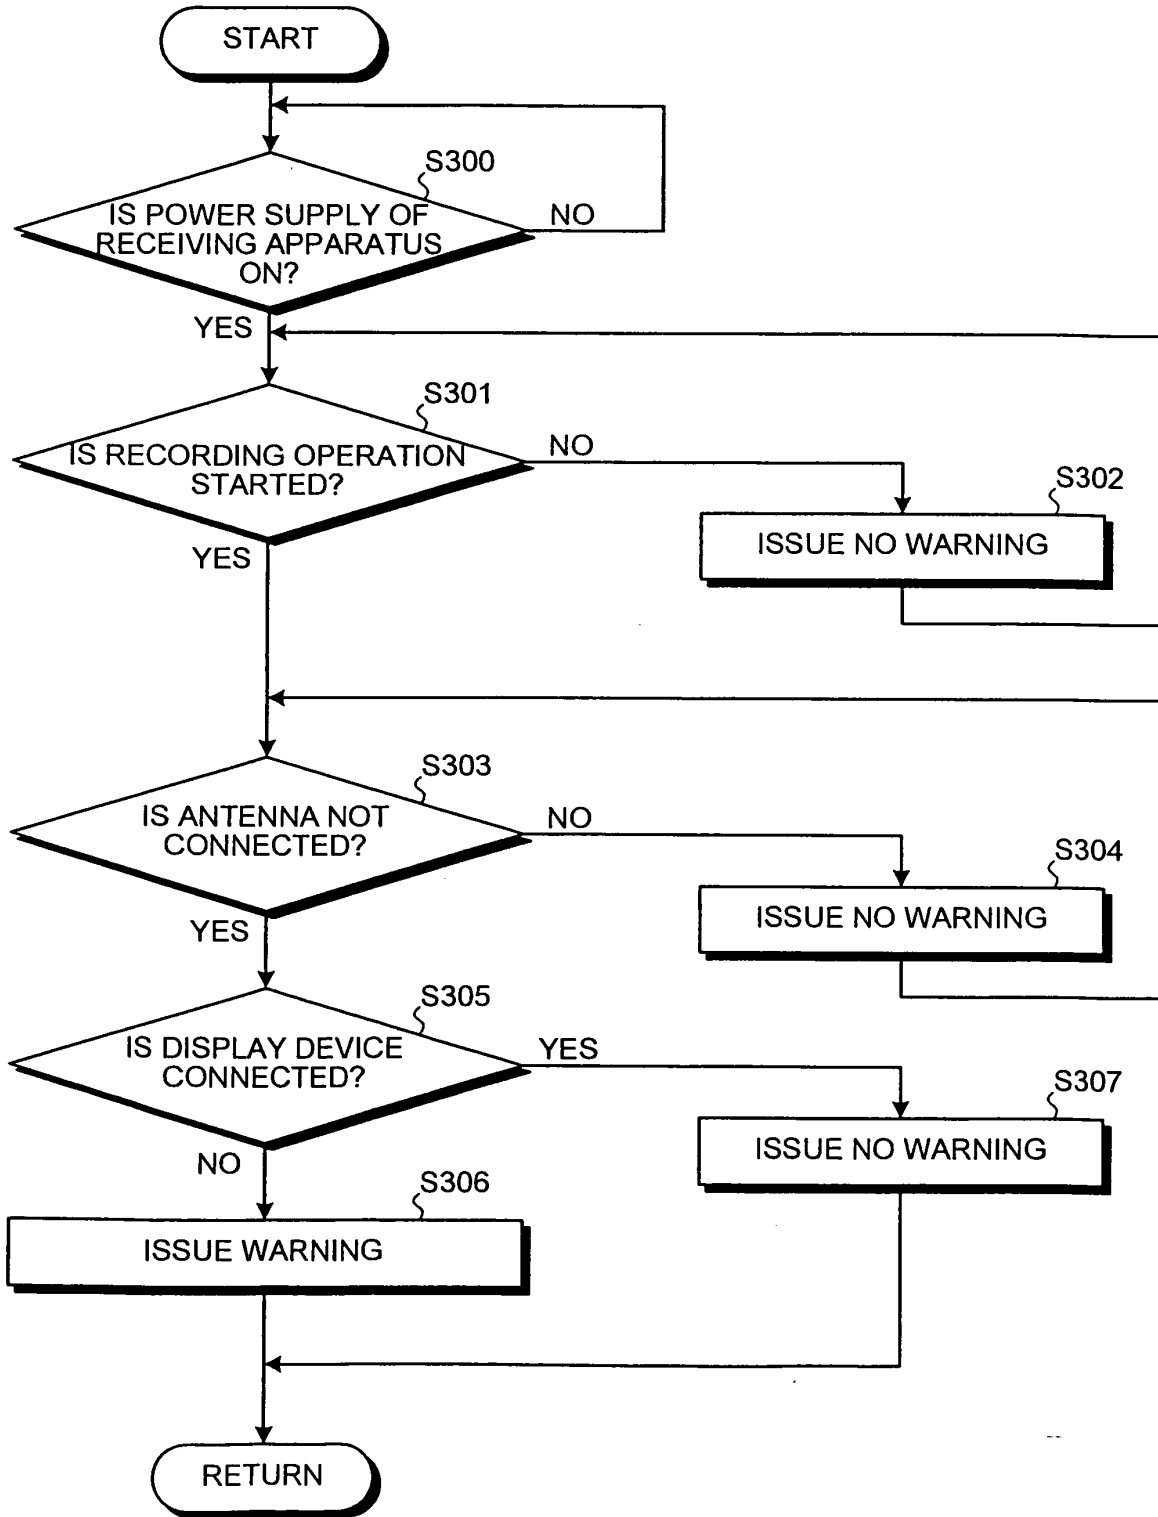 START
S300
IS POWER SUPPLY OF
RECEIVING APPARATUS
ON?
NO
YES
S301
IS RECORDING OPERATION
STARTED?
NO
S302
ISSUE NO WARNING
YES
S303
IS ANTENNA NOT
CONNECTED?
NO
S304
ISSUE NO WARNING
YES
S305
IS DISPLAY DEVICE
CONNECTED?
YES
S307
ISSUE NO WARNING
NO
S306
ISSUE WARNING
RETURN